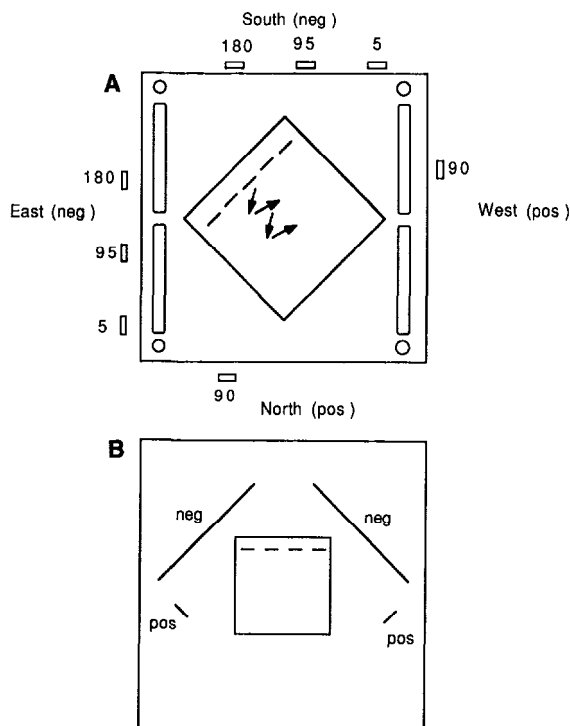 South (neg)
180 95 5
A
180
90
East (neg)
West (pos)
95
5
90
North (pos)
B
neg
neg
pos
pos